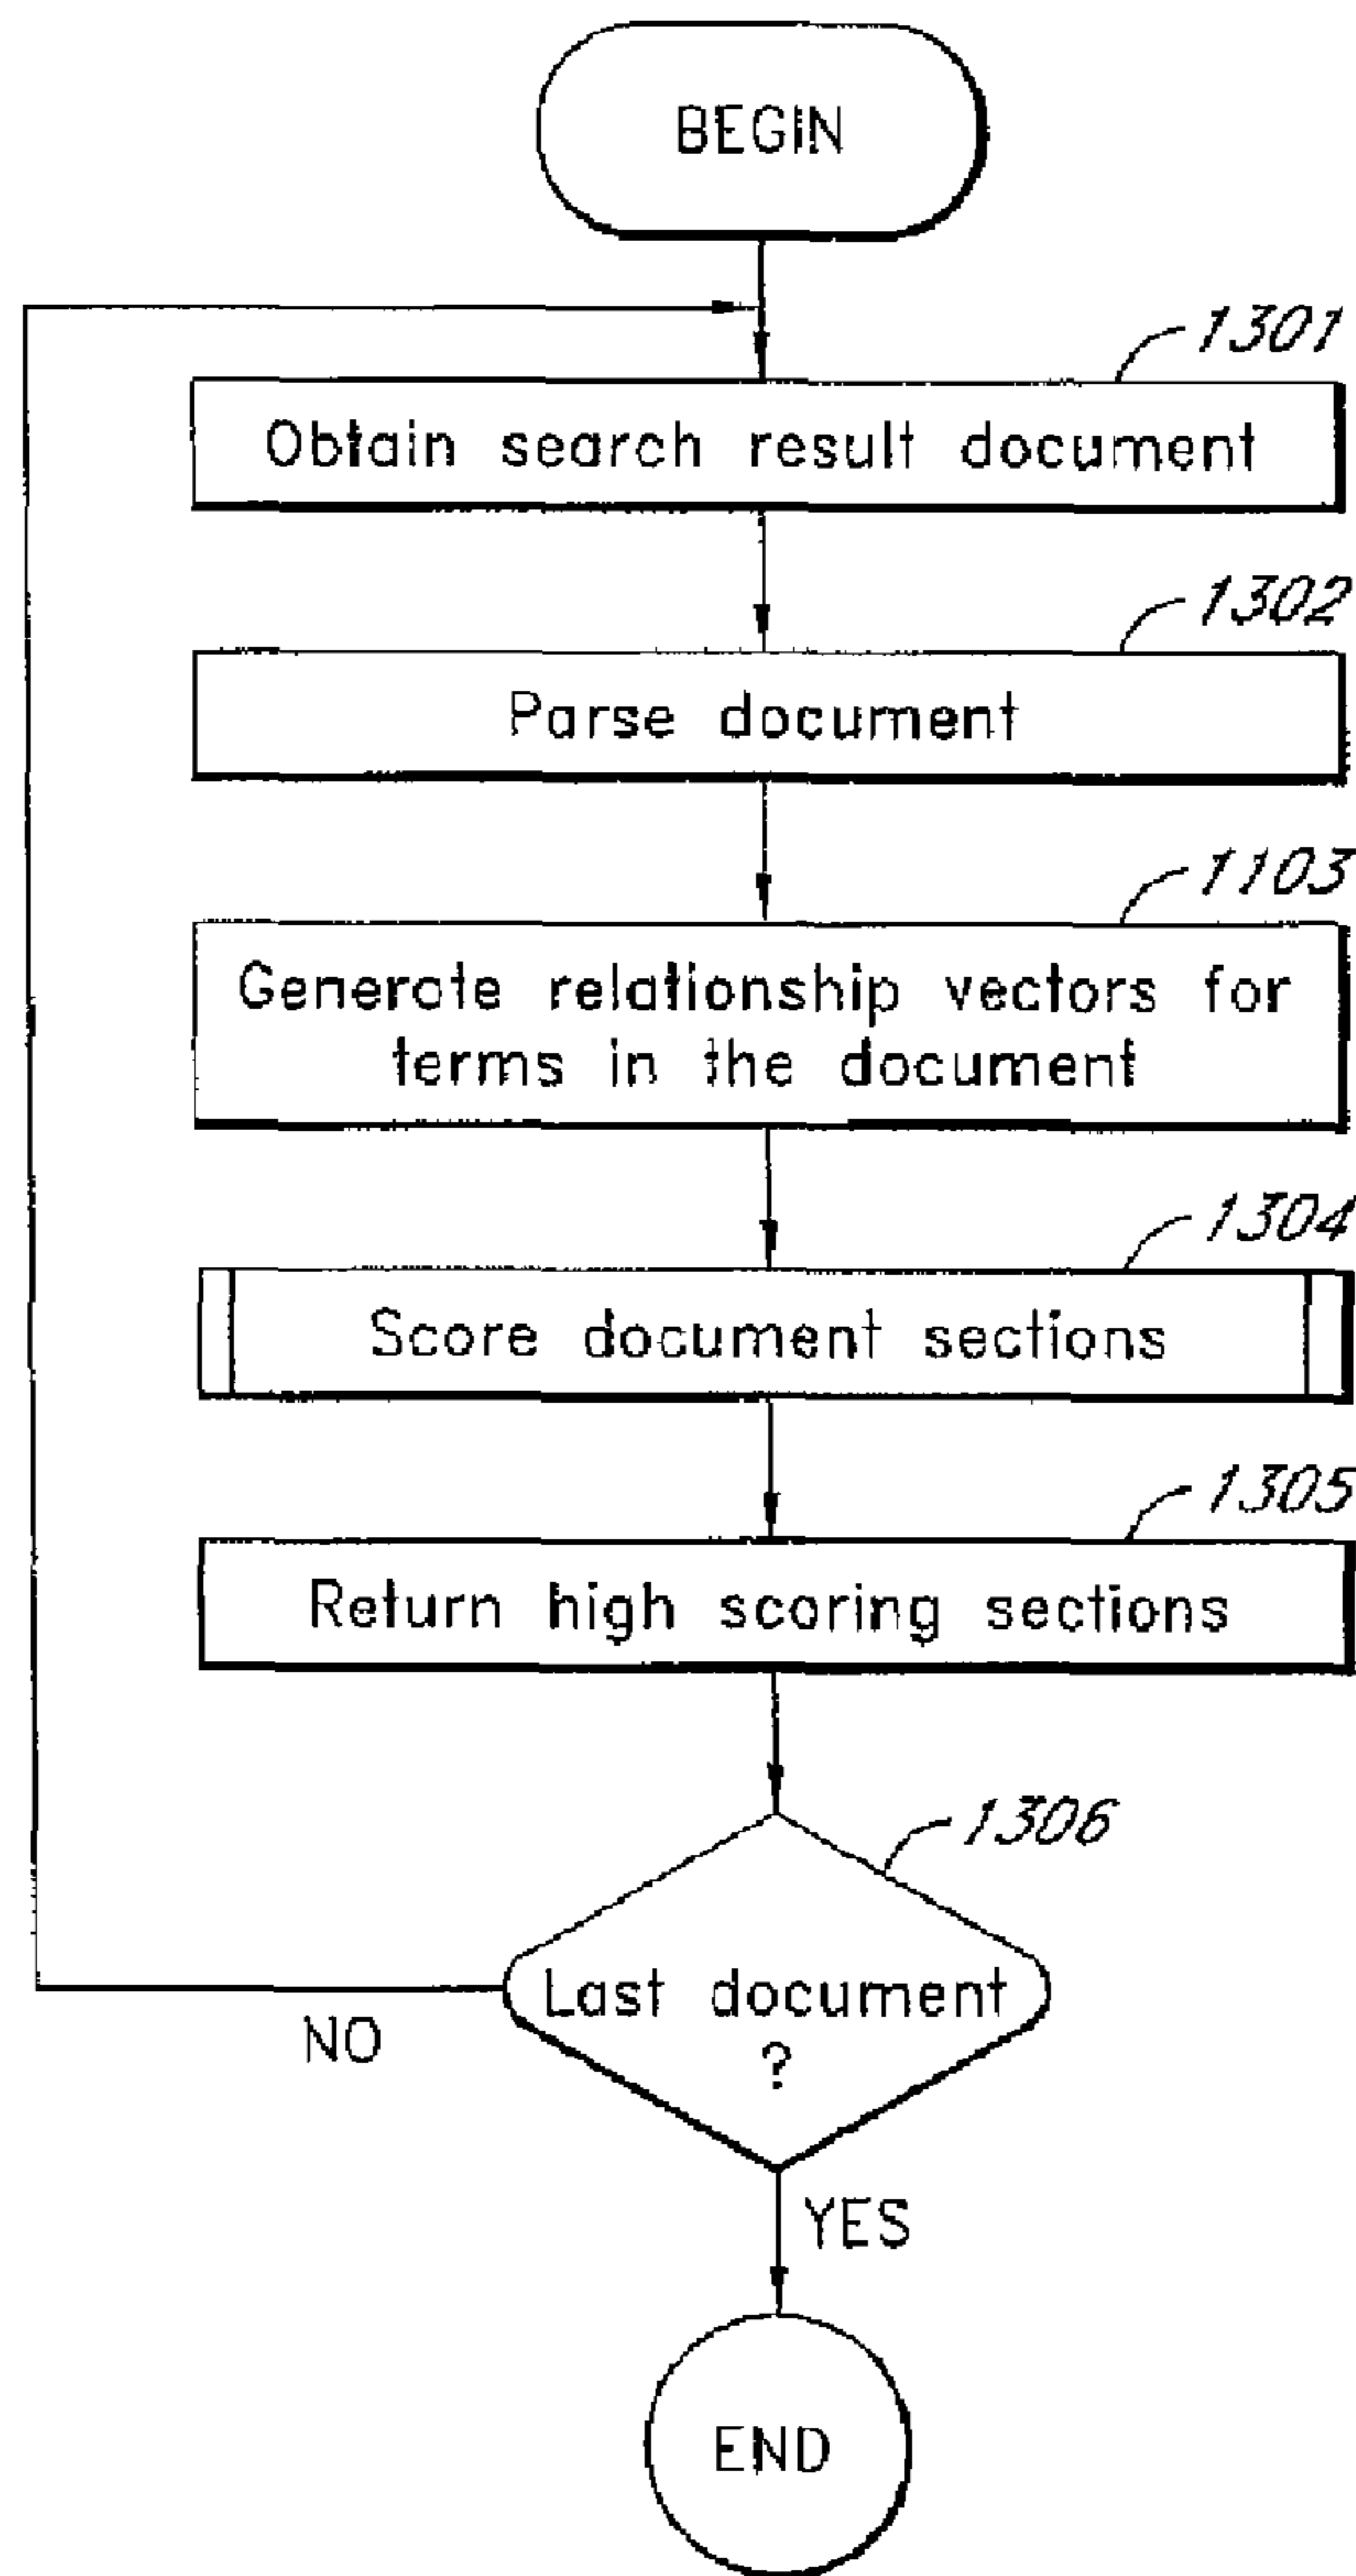 BEGIN
1301
Obtain search result document
1302
Parse document
1103
Generate relationship vectors for
terms in the document
1304
Score document sections
1305
Return high scoring sections
1306
Last document
?
NO
YES
END